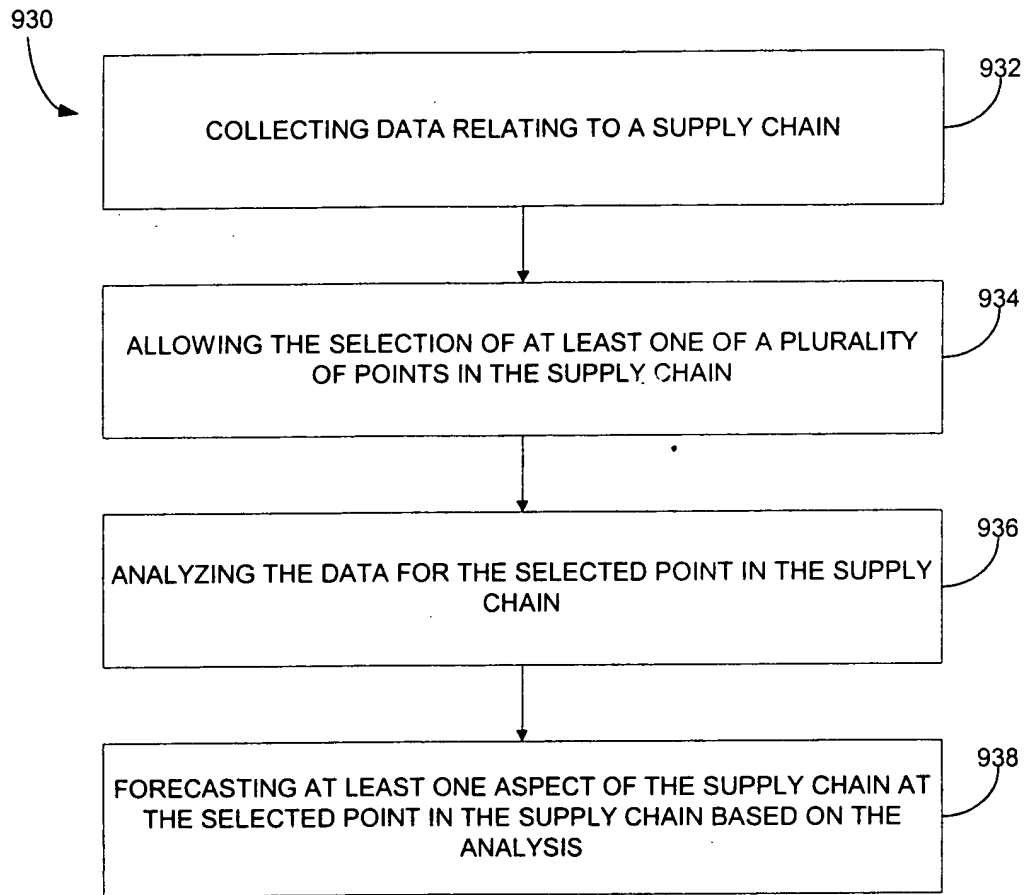 930
932
COLLECTING DATA RELATING TO A SUPPLY CHAIN
934
ALLOWING THE SELECTION OF AT LEAST ONE OF A PLURALITY
OF POINTS IN THE SUPPLY CHAIN
936
ANALYZING THE DATA FOR THE SELECTED POINT IN THE SUPPLY
CHAIN
938
FORECASTING AT LEAST ONE ASPECT OF THE SUPPLY CHAIN AT
THE SELECTED POINT IN THE SUPPLY CHAIN BASED ON THE
ANALYSIS